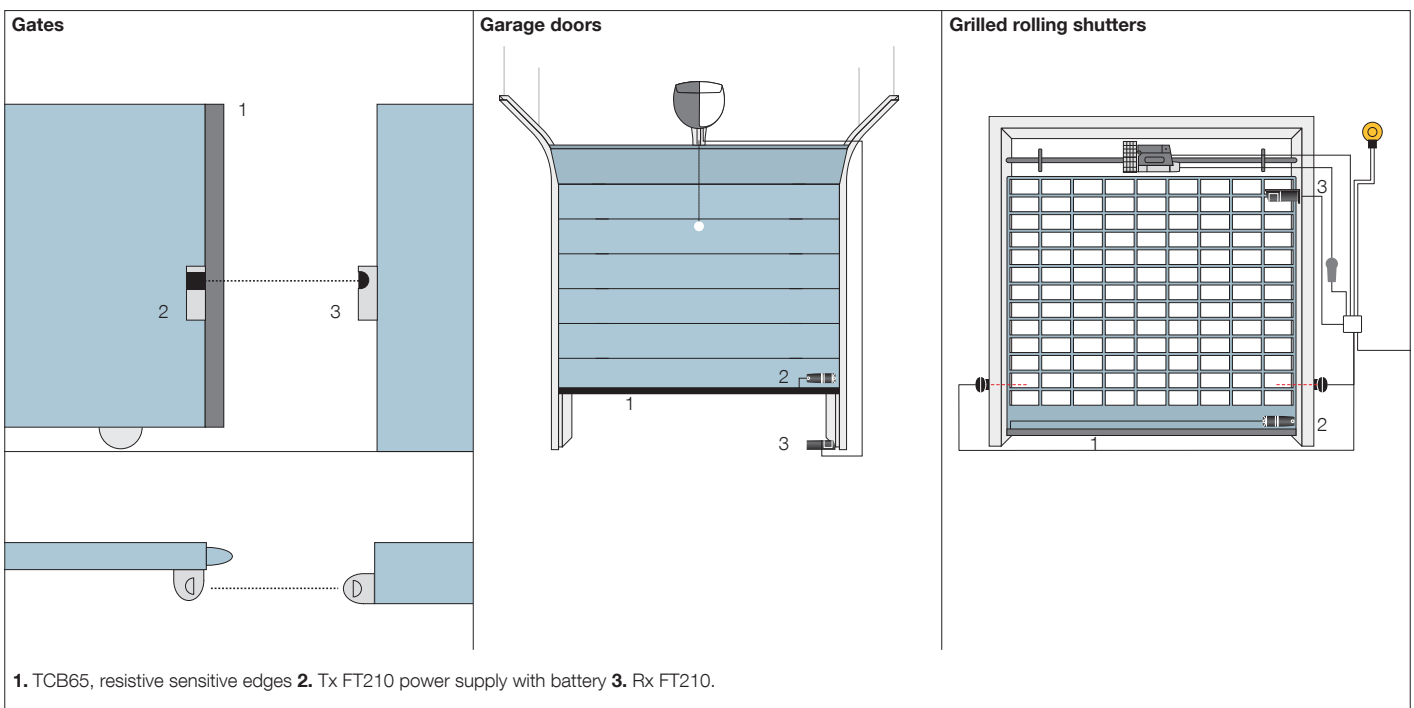 Gates
Garage doors
Grilled rolling shutters
1
2
3
2
1
3
3
2
1
1. TCB65, resistive sensitive edges 2. Tx FT210 power supply with battery 3. Rx FT210.